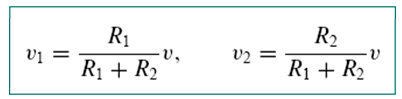 v₁ = R₁ / (R₁ + R₂) v, v₂ = R₂ / (R₁ + R₂) v